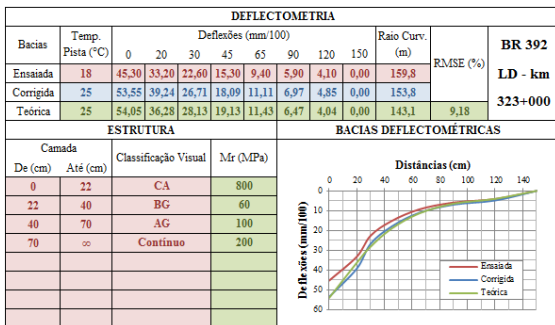 DEFLECTOMETRIA
Bacias Temp. Pista (°C) Deflexões (mm/100) Raio Curv. (m) RMSE (%) BR 392 LD - km 323+000
0 20 30 45 65 90 120 150
Ensaiada 18 45,30 33,20 22,60 15,30 9,40 5,90 4,10 0,00 159,8
Corrigida 25 53,55 39,24 26,71 18,09 11,11 6,97 4,85 0,00 153,8
Teórica 25 54,05 36,28 28,13 19,13 11,43 6,47 4,04 0,00 143,1 9,18
ESTRUTURA
Camada Classificação Visual Mr (MPa)
De (cm) Até (cm)
0 22 CA 800
22 40 BG 60
40 70 AG 100
70 ∞ Contínuo 200
BACIAS DEFLECTOMÉTRICAS
Distâncias (cm)
0 20 40 60 80 100 120 140
Deflexões (mm/100)
0
10
20
30
40
50
60
Ensaiada
Corrigida
Teórica